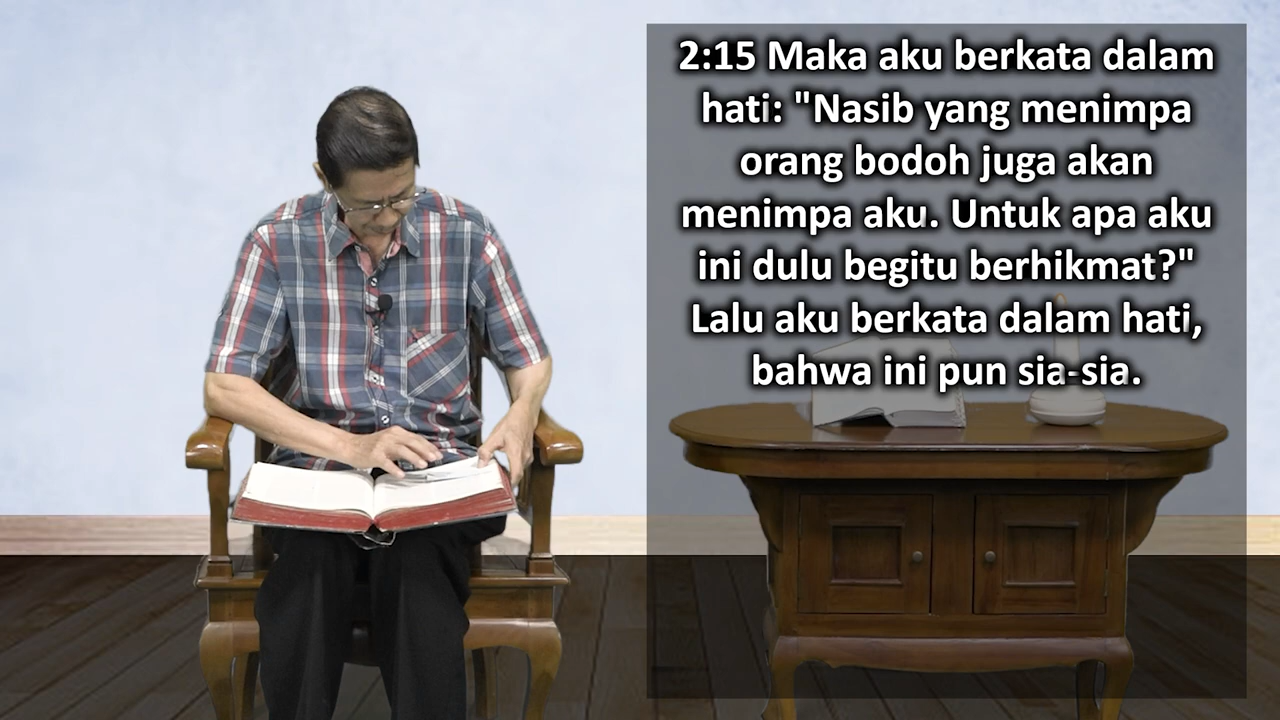 2:15 Maka aku berkata dalam
hati: "Nasib yang menimpa
orang bodoh juga akan
menimpa aku. Untuk apa aku
ini dulu begitu berhikmat?"
Lalu aku berkata dalam hati,
bahwa ini pun sia-sia.